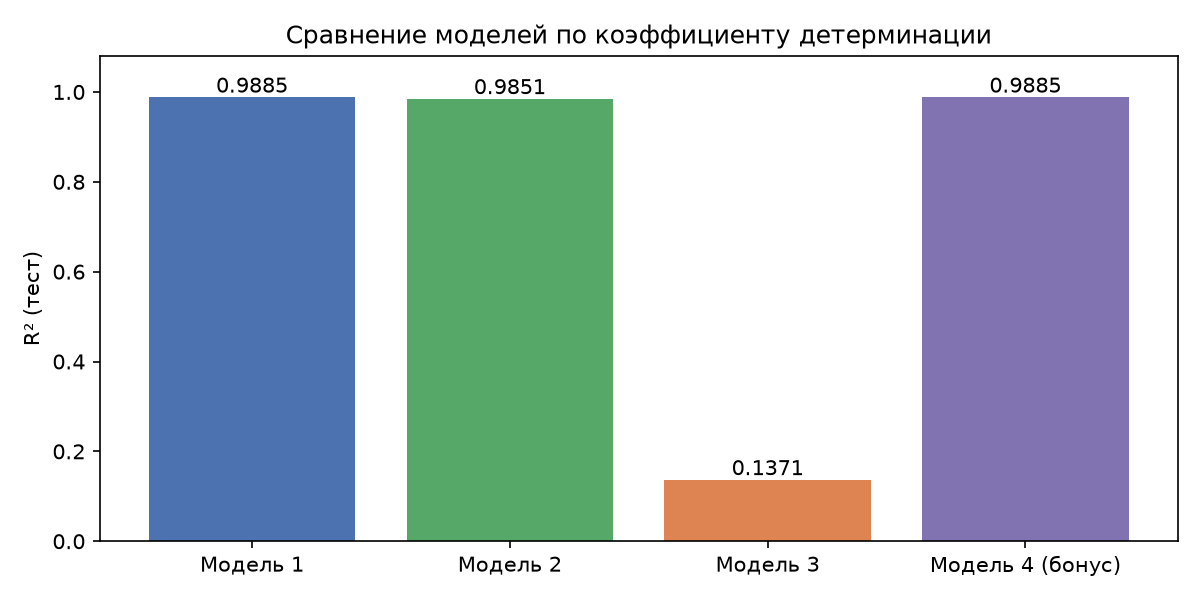 Сравнение моделей по коэффициенту детерминации
R² (тест)
1.0
0.8
0.6
0.4
0.2
0.0
0.9885
0.9851
0.1371
0.9885
Модель 1
Модель 2
Модель 3
Модель 4 (бонус)